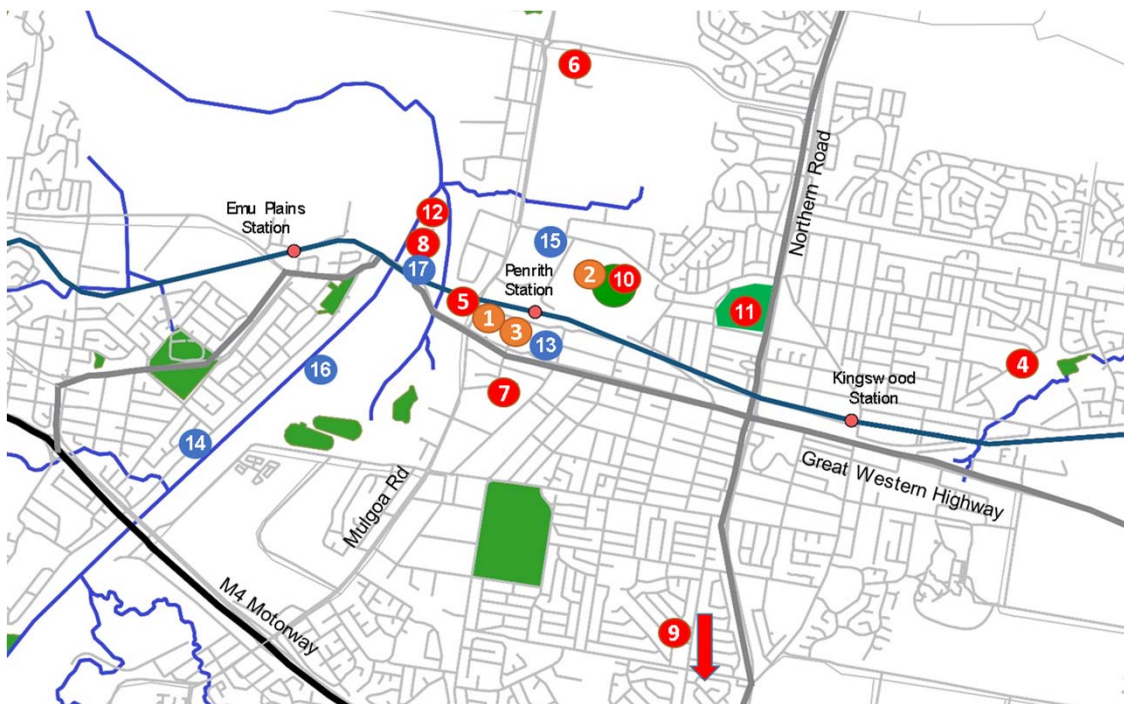 6
Northern Road
12
Emu Plains
Station
8
15
17
Penrith
Station
2
10
5
11
1
3
13
4
16
Kingswood
Station
7
14
Great Western Highway
Mulgoa Rd
M4 Motorway
9